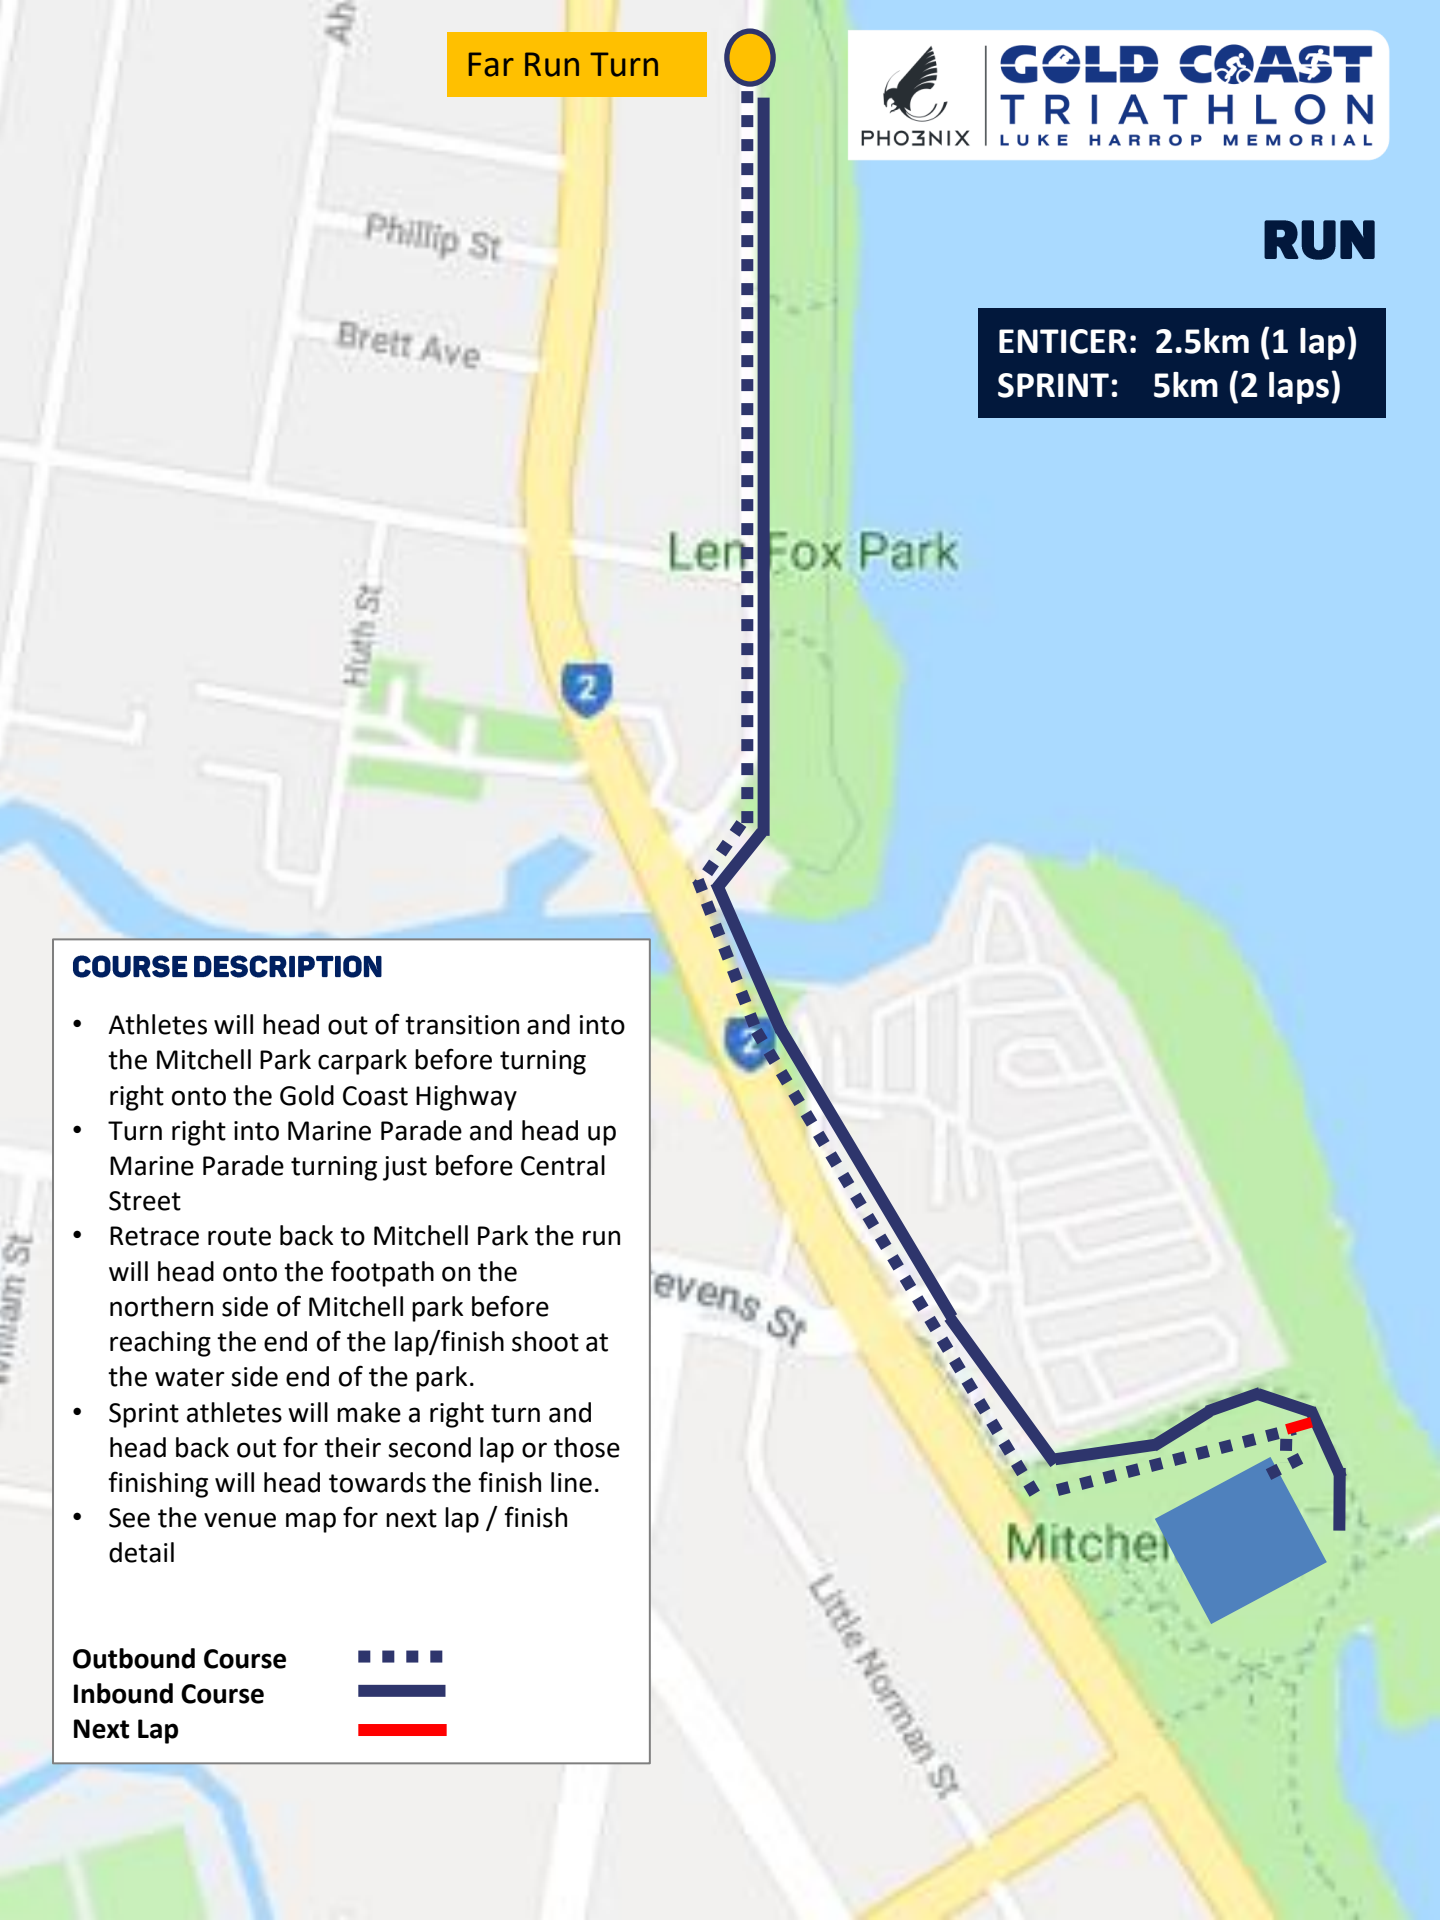 Far Run Turn
PHO3NIX
GOLD COAST
TRIATHLON
LUKE HARROP MEMORIAL
RUN
ENTICER: 2.5km (1 lap)
SPRINT: 5km (2 laps)
Ah
Phillip St
Brett Ave
Len Fox Park
Huth St
2
2
COURSE DESCRIPTION
• Athletes will head out of transition and into
the Mitchell Park carpark before turning
right onto the Gold Coast Highway
• Turn right into Marine Parade and head up
Marine Parade turning just before Central
Street
• Retrace route back to Mitchell Park the run
will head onto the footpath on the
northern side of Mitchell park before
reaching the end of the lap/finish shoot at
the water side end of the park.
• Sprint athletes will make a right turn and
head back out for their second lap or those
finishing will head towards the finish line.
• See the venue map for next lap / finish
detail
Outbound Course
Inbound Course
Next Lap
William St
evens St
Mitchel
Little Norman St